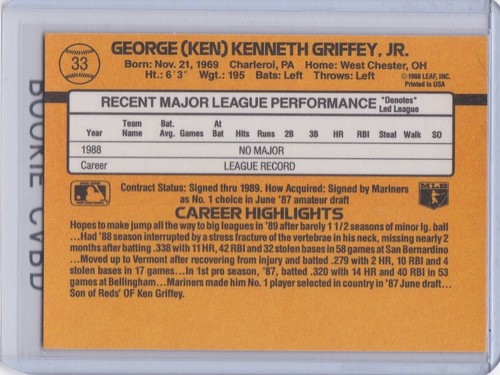 33
GEORGE (KEN) KENNETH GRIFFEY, JR.
Born: Nov. 21, 1969 Charleroi, PA Home: West Chester, OH
Ht.: 6'3" Wgt.: 195 Bats: Left Throws: Left
©1988 LEAF, INC.
Printed in USA
RECENT MAJOR LEAGUE PERFORMANCE
"Denotes"
Led League
Year Team Name Bat. Avg. Games At Bat Hits Runs 2B 3B HR RBI Steal Walk SO
1988 NO MAJOR
Career LEAGUE RECORD
Contract Status: Signed thru 1989. How Acquired: Signed by Mariners
as No. 1 choice in June '87 amateur draft
MLB
CAREER HIGHLIGHTS
Hopes to make jump all the way to big leagues in '89 after barely 1 1/2 seasons of minor lg. ball
...Had '88 season interrupted by a stress fracture of the vertebrae in his neck, missing nearly 2
months after batting .338 with 11 HR, 42 RBI and 32 stolen bases in 58 games at San Bernardino
...Moved up to Vermont after recovering from injury and batted .279 with 2 HR, 10 RBI and 4
stolen bases in 17 games...In 1st pro season, '87, batted .320 with 14 HR and 40 RBI in 53
games at Bellingham...Mariners made him No. 1 player selected in country in '87 June draft...
Son of Reds' OF Ken Griffey.